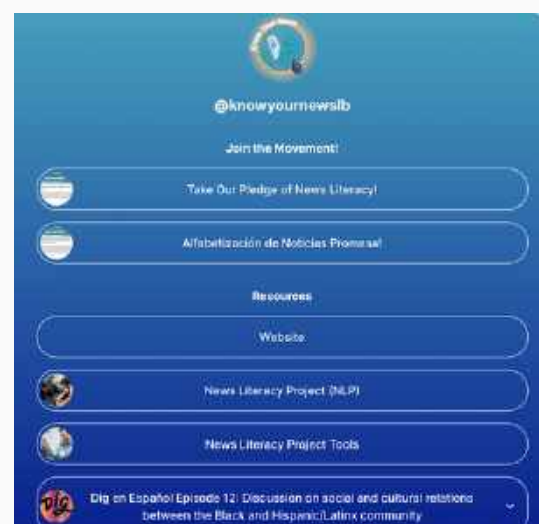 @knowyournewslb
Join the Movement!
Take Our Pledge of News Literacy!
Alfabetización de Noticias Promesa!
Resources
Website
News Literacy Project (NLP)
News Literacy Project Tools
Dig
Dig en Español Episode 12: Discussion on social and cultural relations
between the Black and Hispanic/Latinx community